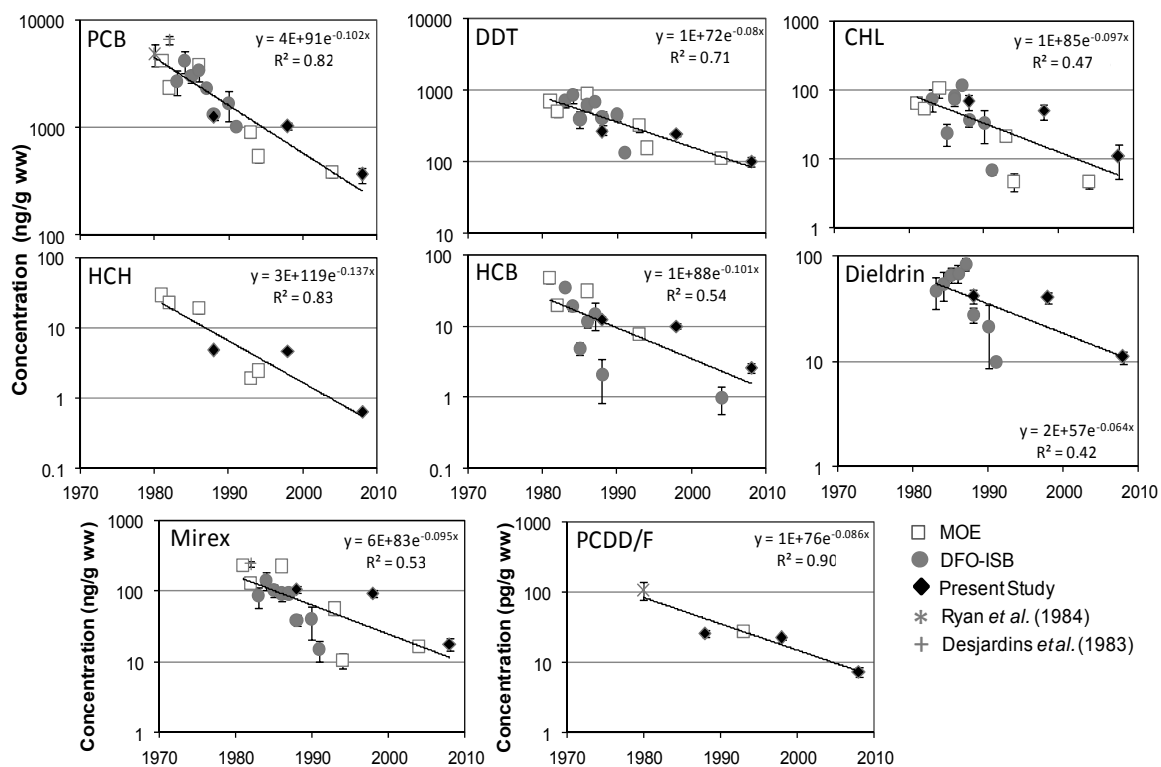 PCB
y = 4E+91e-0.102x
R² = 0.82
10000
1000
100
DDT
y = 1E+72e-0.08x
R² = 0.71
10000
1000
100
10
CHL
y = 1E+85e-0.097x
R² = 0.47
100
10
1
Concentration (ng/g ww)
HCH
y = 3E+119e-0.137x
R² = 0.83
100
10
1
0.1
1970 1980 1990 2000 2010
HCB
y = 1E+88e-0.101x
R² = 0.54
100
10
1
0.1
1970 1980 1990 2000 2010
Dieldrin
y = 2E+57e-0.064x
R² = 0.42
100
10
1
1970 1980 1990 2000 2010
Concentration (ng/g ww)
Mirex
y = 6E+83e-0.095x
R² = 0.53
1000
100
10
1
1970 1980 1990 2000 2010
Concentration (pg/g ww)
PCDD/F
y = 1E+76e-0.086x
R² = 0.90
1000
100
10
1
1970 1980 1990 2000 2010
MOE
DFO-ISB
Present Study
Ryan et al. (1984)
Desjardins et al. (1983)